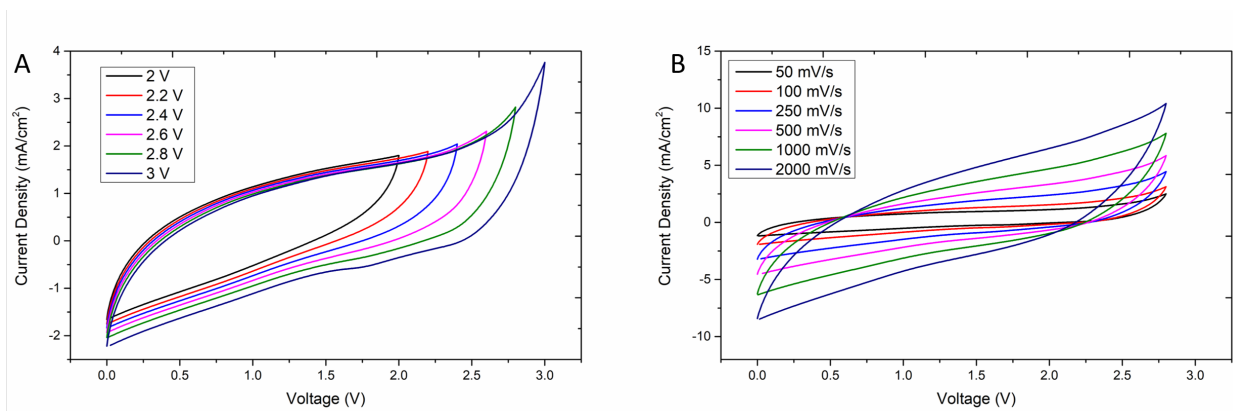 A
2 V
2.2 V
2.4 V
2.6 V
2.8 V
3 V
Current Density (mA/cm²)
4
3
2
1
0
-1
-2
0.0 0.5 1.0 1.5 2.0 2.5 3.0
Voltage (V)
B
50 mV/s
100 mV/s
250 mV/s
500 mV/s
1000 mV/s
2000 mV/s
Current Density (mA/cm²)
15
10
5
0
-5
-10
0.0 0.5 1.0 1.5 2.0 2.5 3.0
Voltage (V)